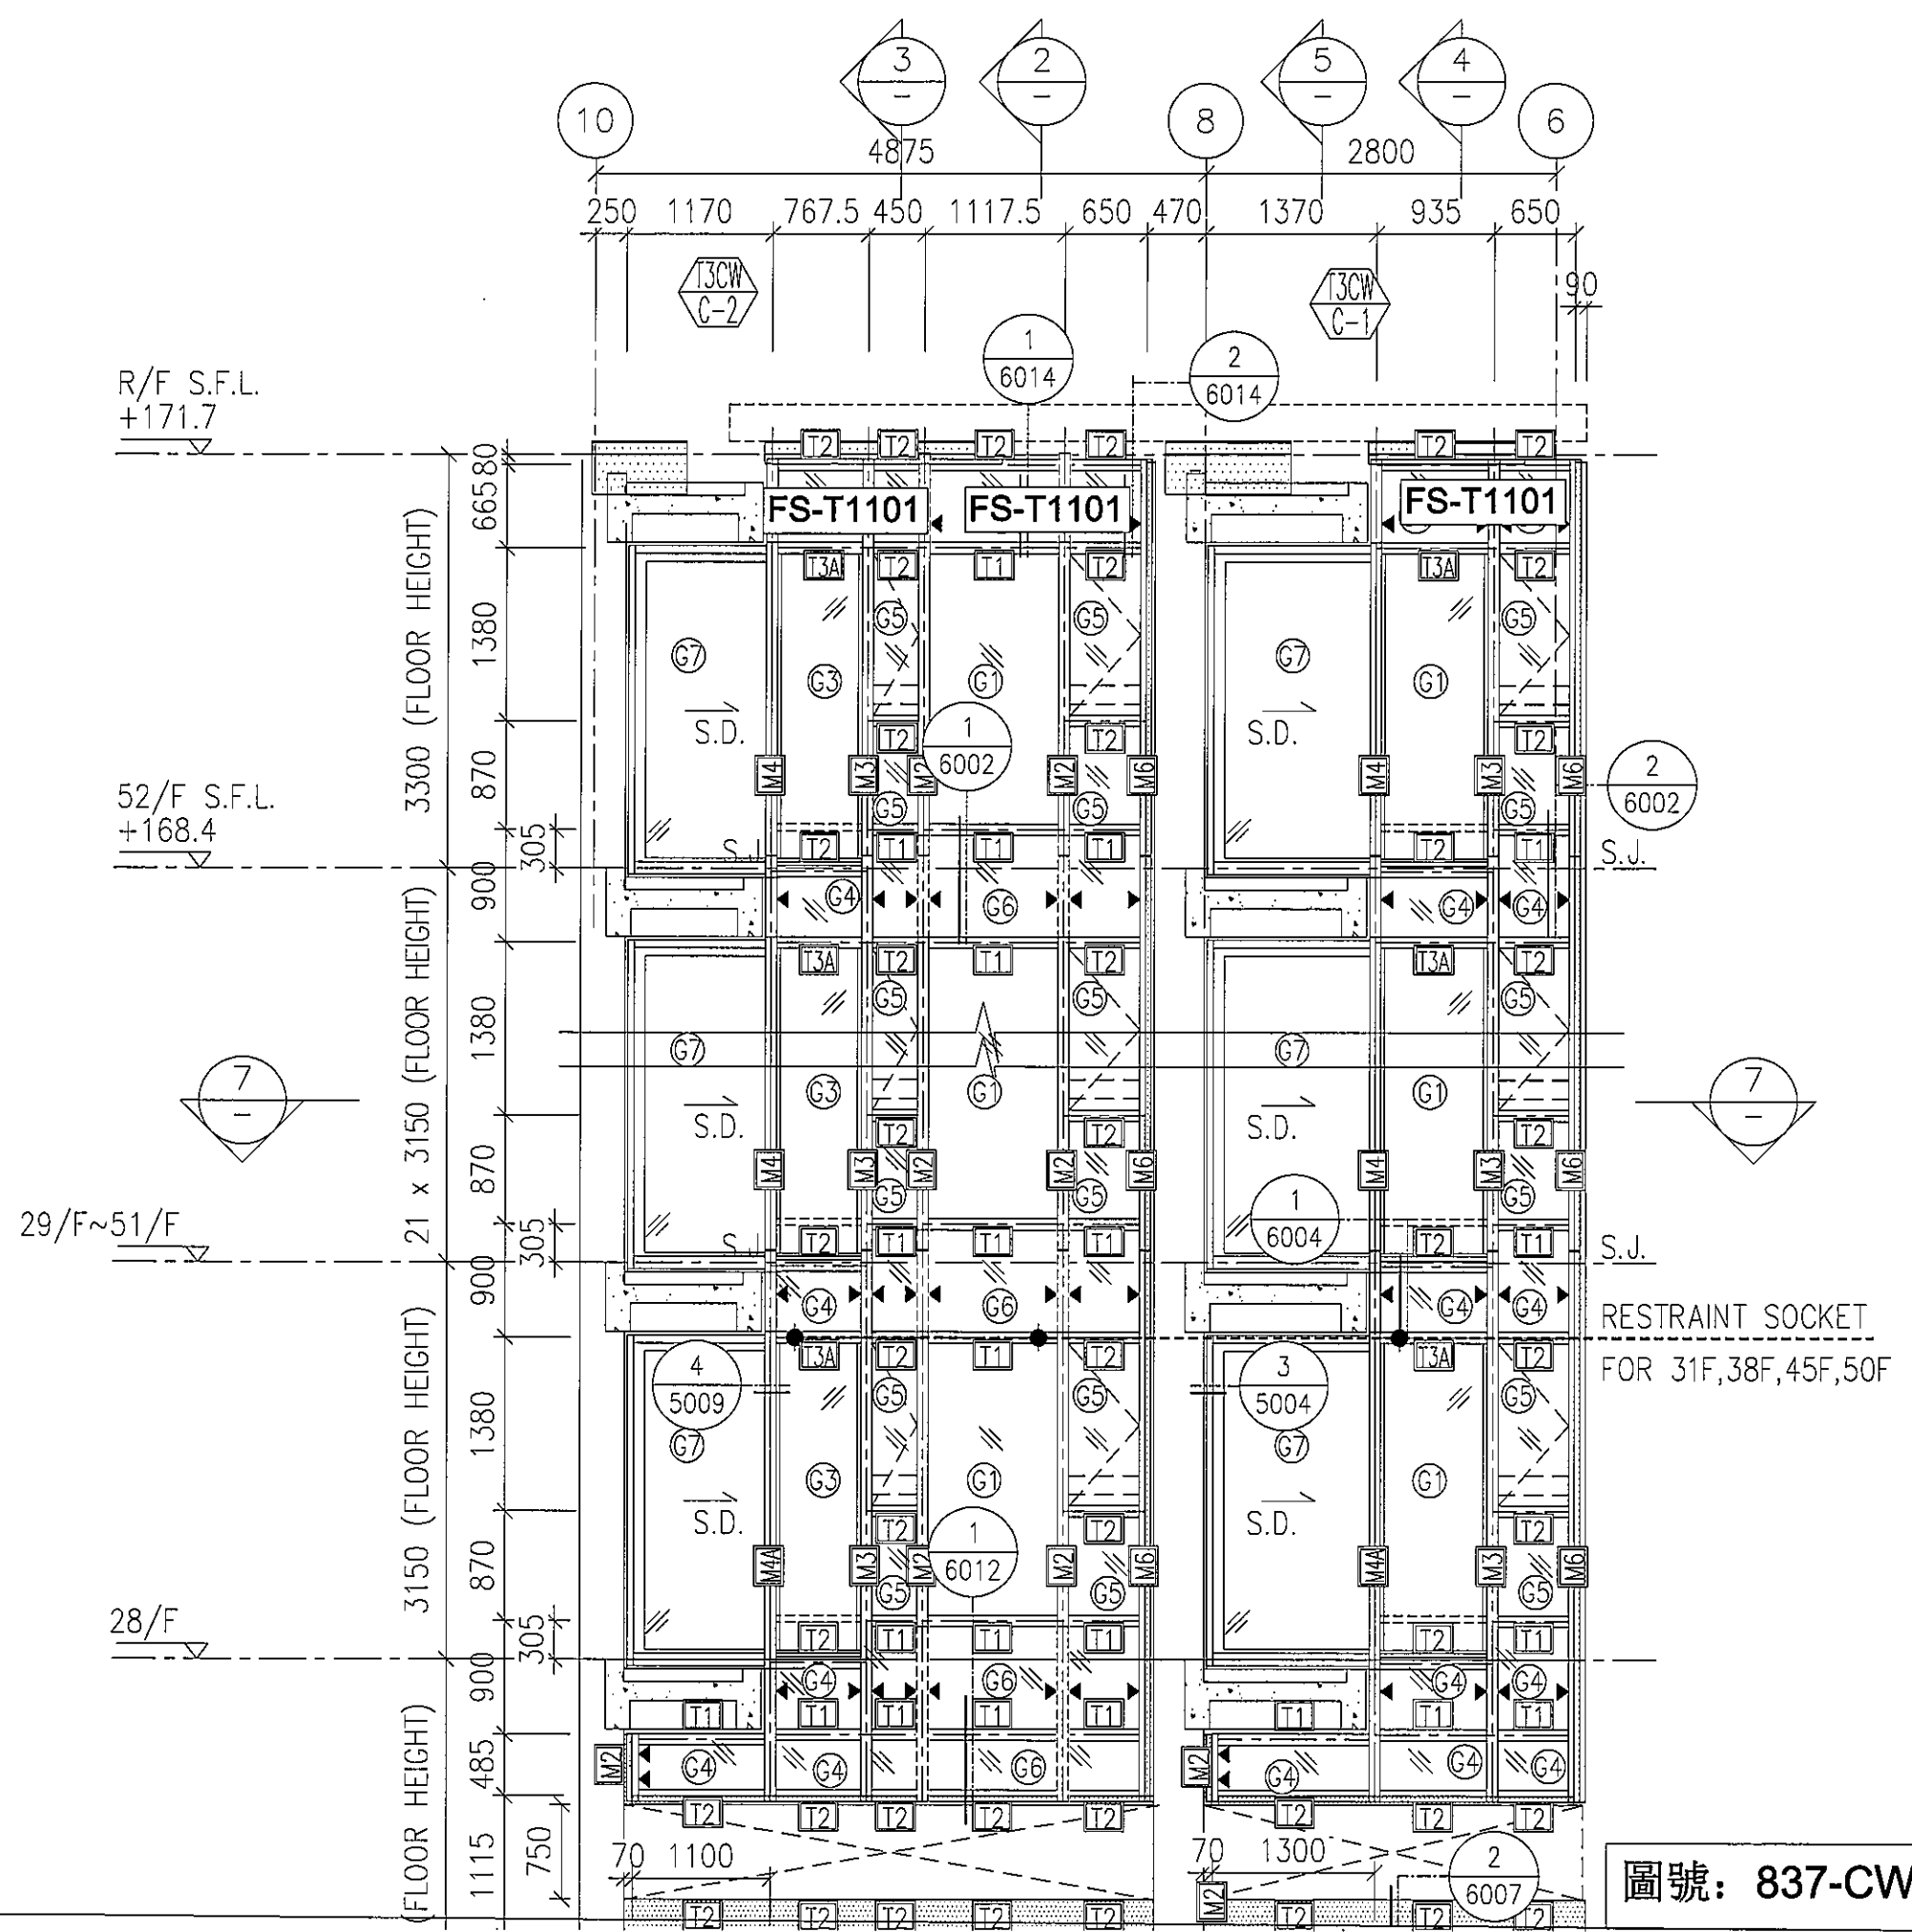 3
–
2
–
5
–
4
–
10
8
6
4875
2800
250
1170
767.5
450
1117.5
650
470
1370
935
650
90
T3CW
C-2
T3CW
C-1
1
6014
2
6014
R/F S.F.L.
+171.7
T2
T2
T2
T2
T2
T2
80
665
FS-T1101
FS-T1101
FS-T1101
3300 (FLOOR HEIGHT)
1380
T3A
T2
T1
T2
T3A
T2
G5
G5
G5
G7
G3
G1
G7
G1
S.D.
S.D.
T2
T2
T2
1
6002
870
M4
M3
M2
M2
M6
M4
M3
M6
2
6002
52/F S.F.L.
+168.4
G5
G5
G5
305
S.J.
T2
T1
T1
T1
T2
T1
S.J.
900
G4
G6
G4
G4
21 x 3150 (FLOOR HEIGHT)
T3A
T2
T1
T2
T3A
T2
G5
G5
G5
1380
G7
G7
7
–
7
–
G3
G1
G1
S.D.
S.D.
T2
T2
T2
870
M4
M3
M2
M2
M6
M4
M3
M6
G5
G5
29/F~51/F
1
6004
305
S.J.
T2
T1
T1
T1
T2
T1
S.J.
900
G4
G6
G4
G4
RESTRAINT SOCKET
FOR 31F,38F,45F,50F
3150 (FLOOR HEIGHT)
T3A
T2
T1
T2
T3A
T2
4
5009
3
5004
G5
G5
G5
1380
G7
G7
G3
G1
G1
S.D.
S.D.
T2
T2
T2
1
6012
870
M4A
M3
M2
M2
M6
M4A
M3
M6
G5
G5
G5
28/F
305
T2
T1
T1
T1
T2
T1
900
G4
G6
G4
G4
T1
T1
T1
T1
T1
T1
T1
T1
485
M2
G4
G4
G6
M2
G4
G4
G4
(FLOOR HEIGHT)
T2
T2
T2
T2
T2
T2
T2
T2
1115
750
70
1100
70
1300
2
6007
M2
圖號: 837-CW
T2
T2
T2
T2
T2
T2
T2
T2